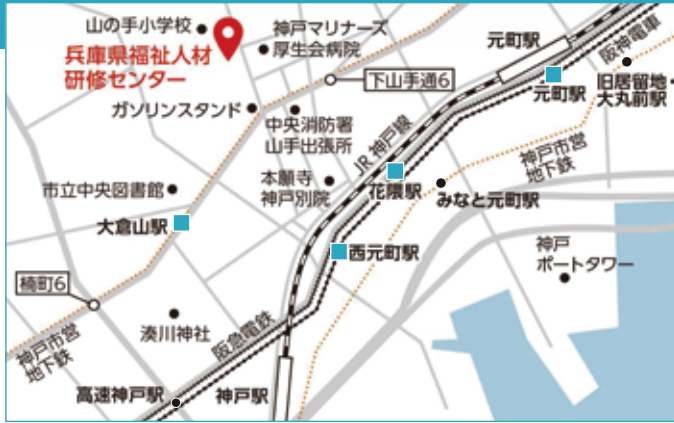 山の手小学校
神戸マリナーズ
厚生会病院
兵庫県福祉人材
研修センター
元町駅
阪神電車
下山手通6
元町駅
旧居留地
大丸前駅
ガソリンスタンド
中央消防署
山手出張所
JR神戸線
神戸市営
地下鉄
本願寺
神戸別院
花隈駅
みなと元町駅
市立中央図書館
大倉山駅
西元町駅
神戸
ポートタワー
楠町6
湊川神社
阪急電鉄
神戸市営
地下鉄
高速神戸駅
神戸駅